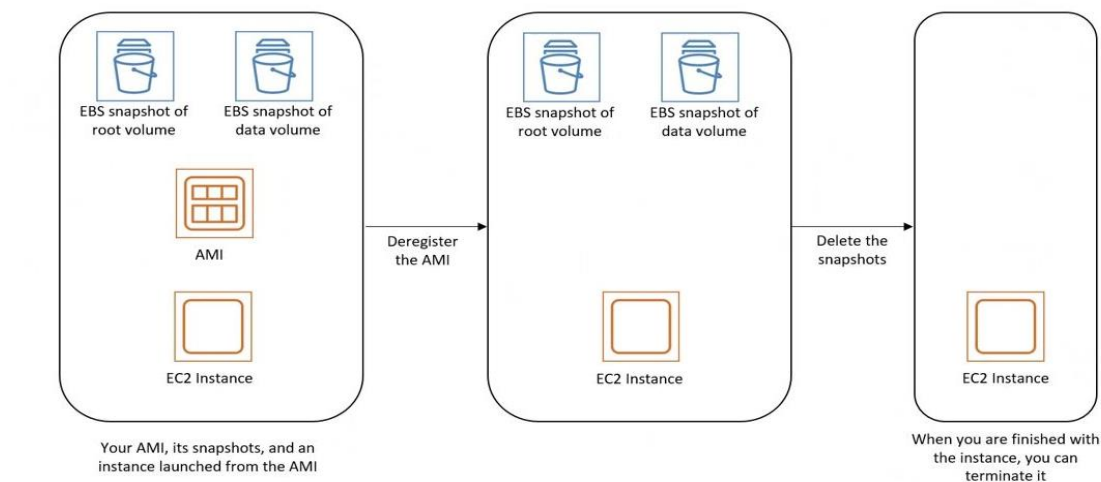 EBS snapshot of
root volume
EBS snapshot of
data volume
AMI
EC2 Instance
Your AMI, its snapshots, and an
instance launched from the AMI
Deregister
the AMI
EBS snapshot of
root volume
EBS snapshot of
data volume
EC2 Instance
Delete the
snapshots
EC2 Instance
When you are finished with
the instance, you can
terminate it